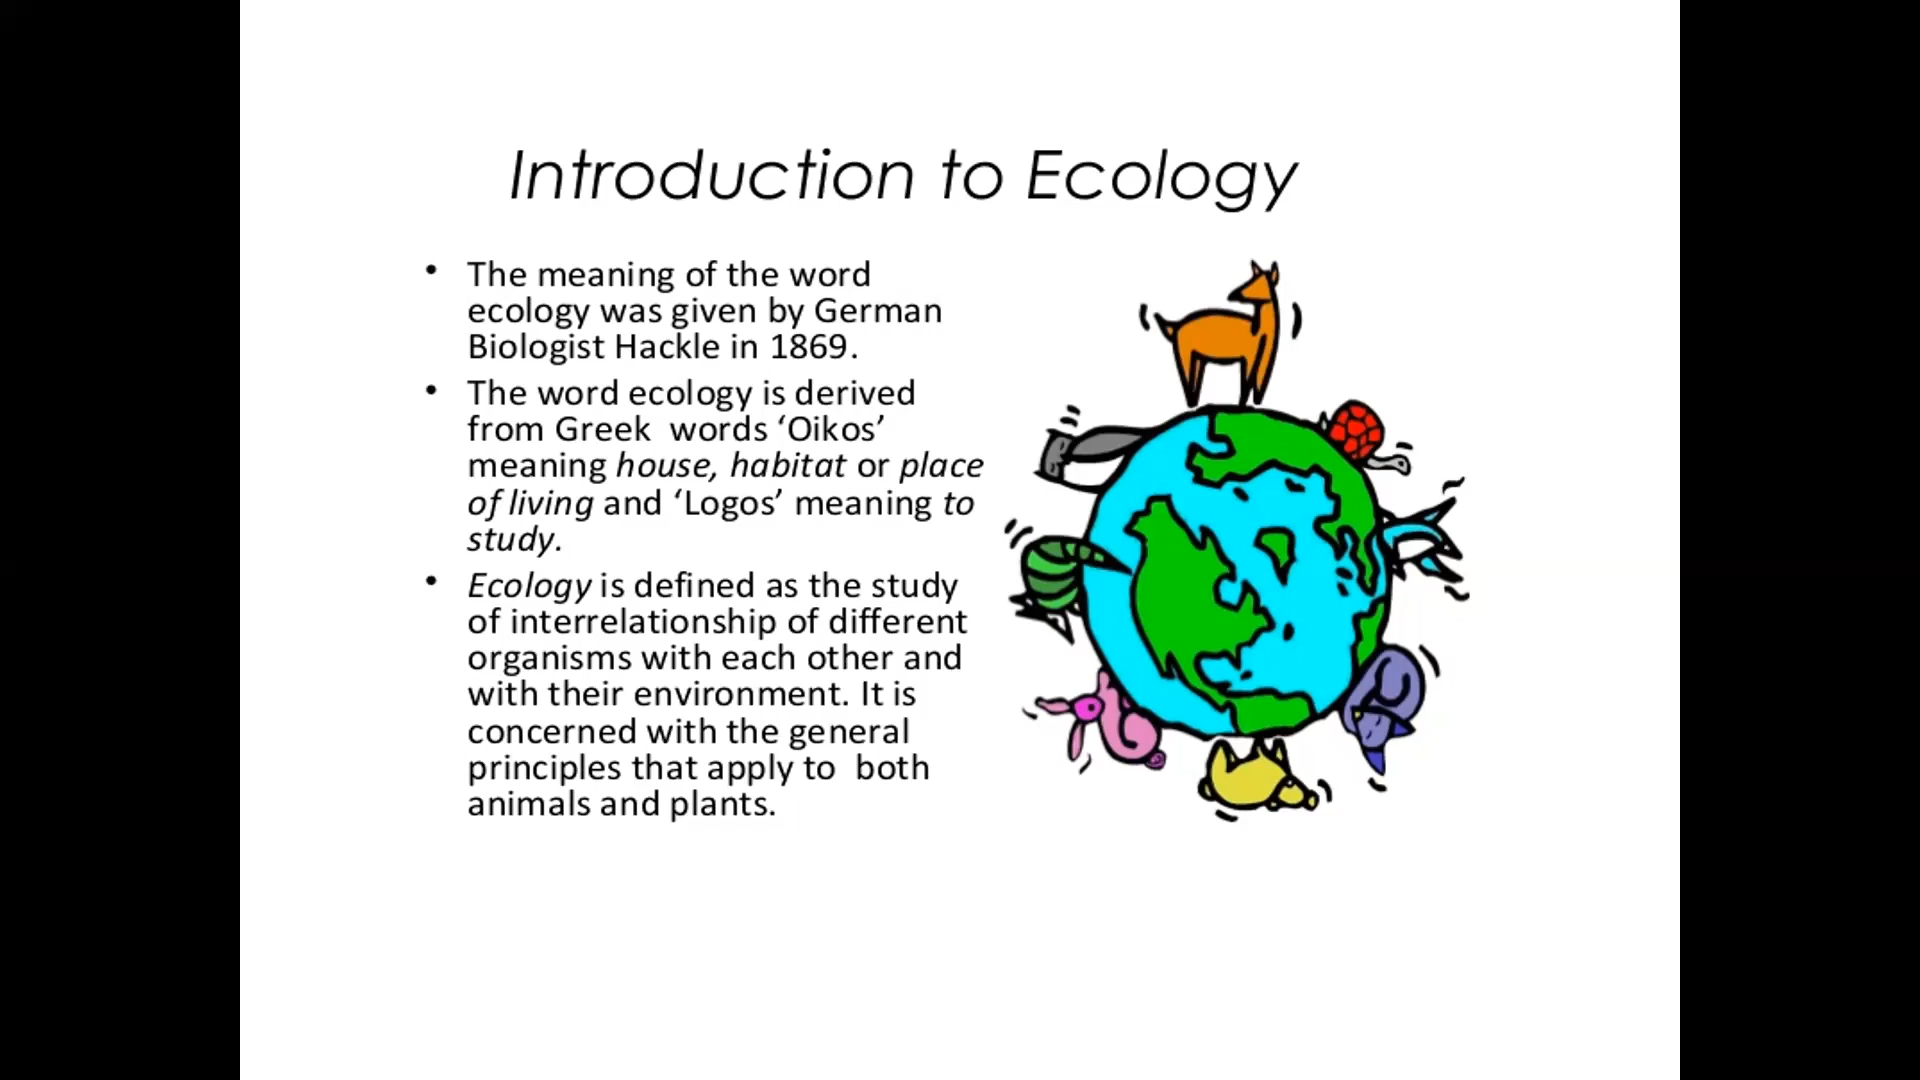 Introduction to Ecology
• The meaning of the word
ecology was given by German
Biologist Hackle in 1869.
• The word ecology is derived
from Greek  words ‘Oikos’
meaning house, habitat or place
of living and ‘Logos’ meaning to
study.
• Ecology is defined as the study
of interrelationship of different
organisms with each other and
with their environment. It is
concerned with the general
principles that apply to  both
animals and plants.